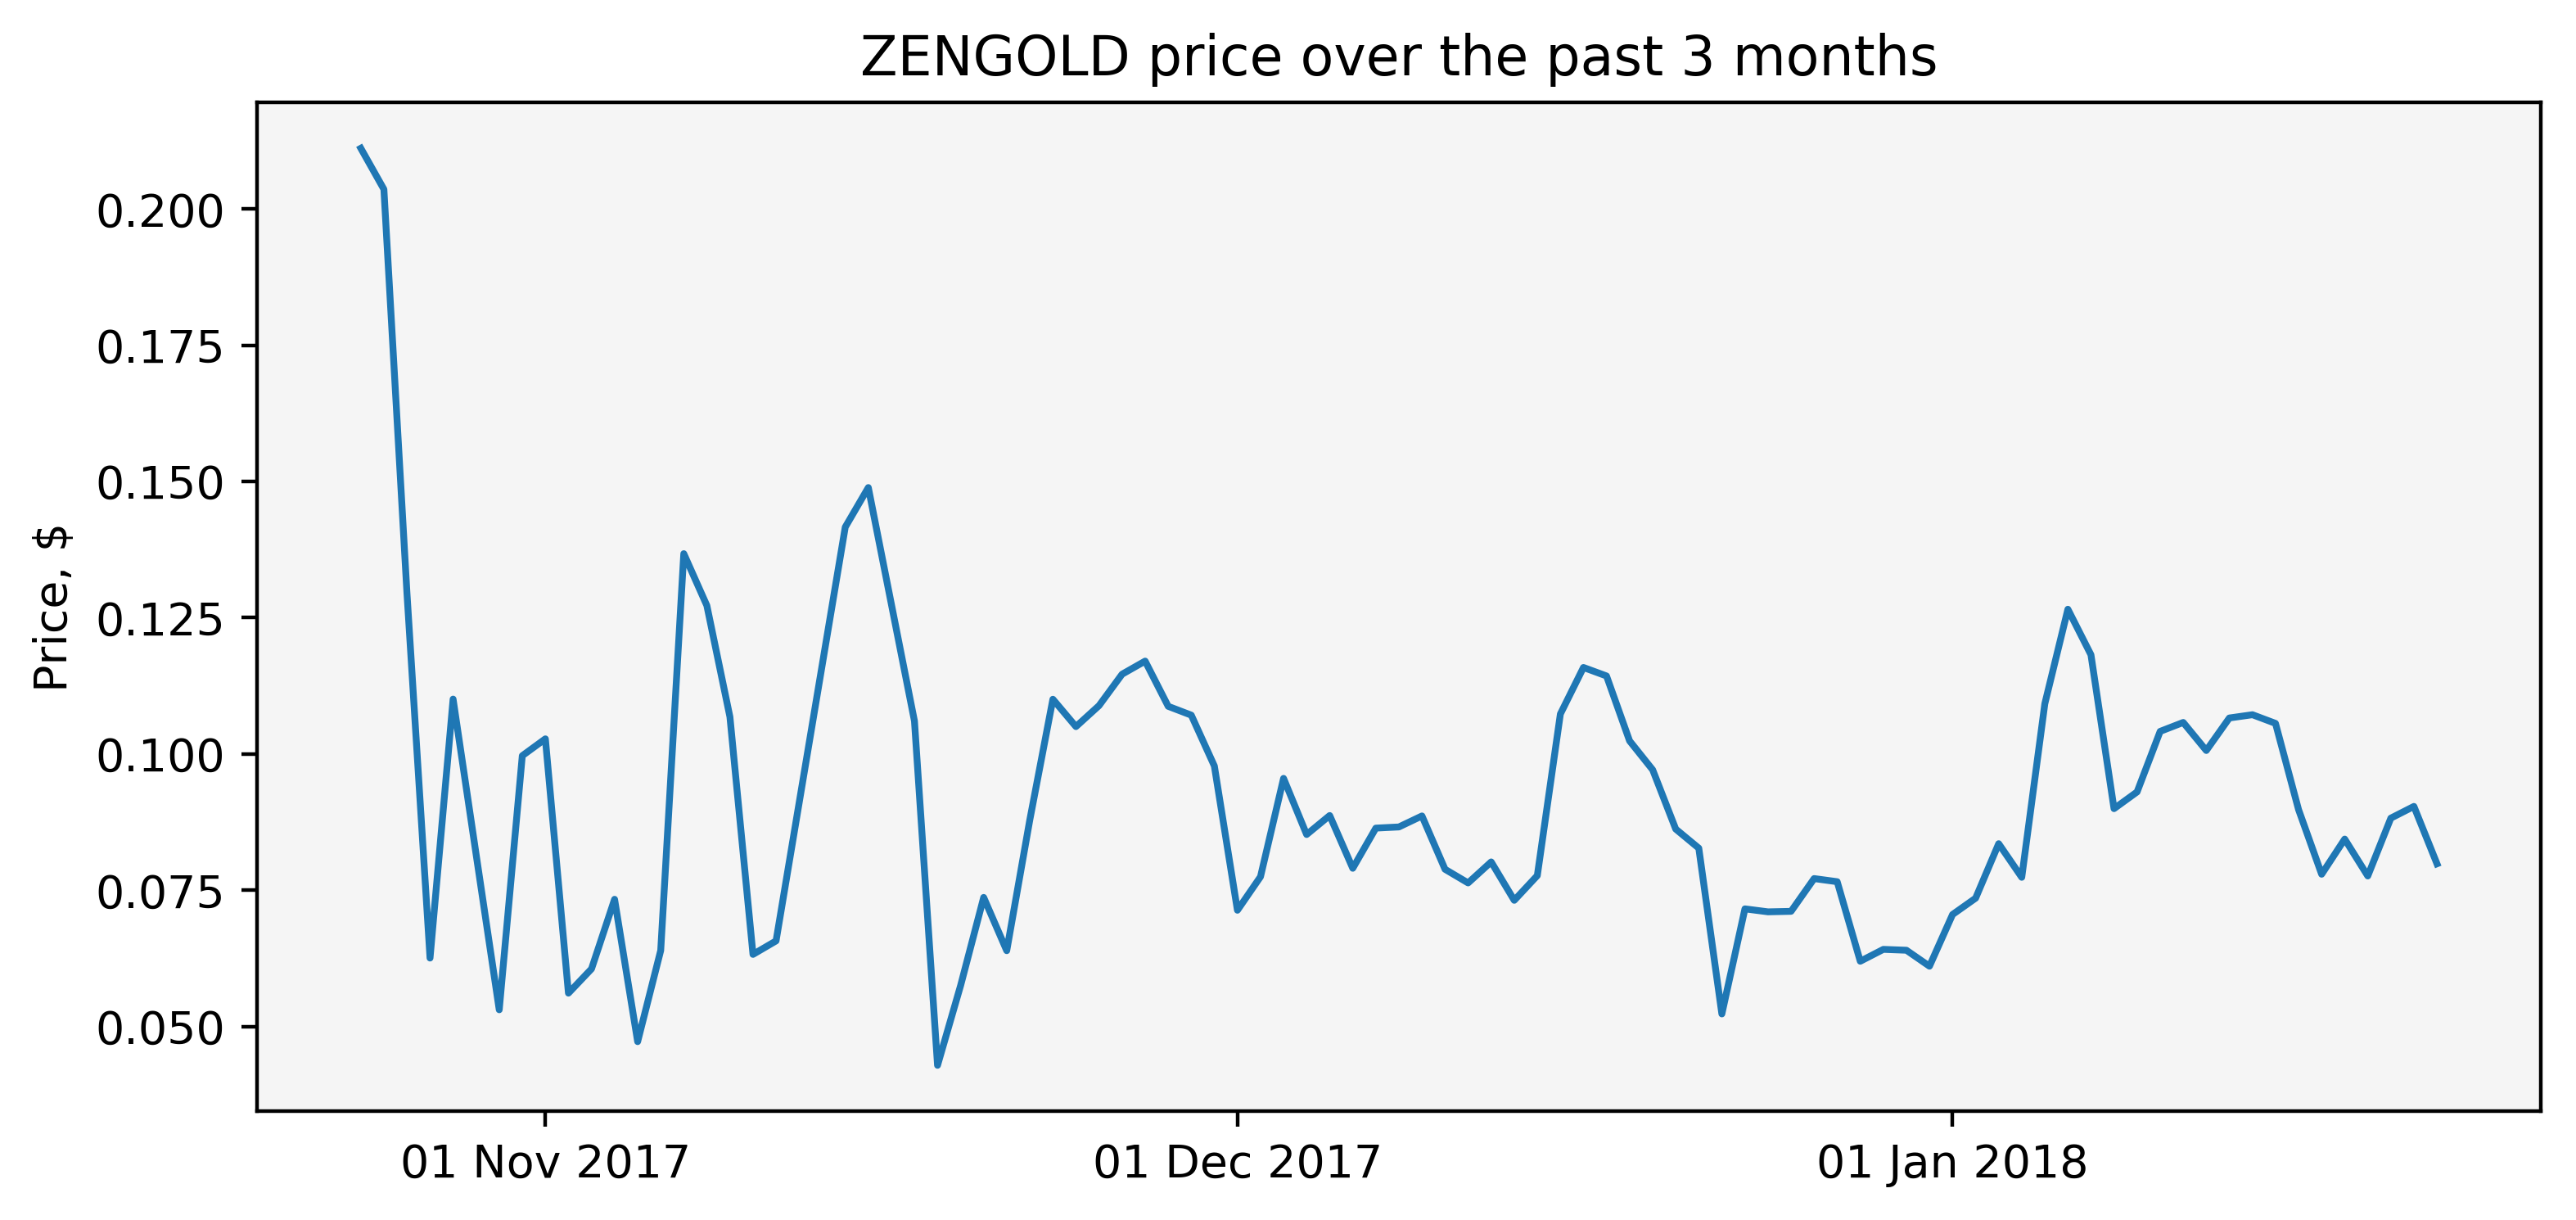 ZENGOLD price over the past 3 months
Price, $
0.200
0.175
0.150
0.125
0.100
0.075
0.050
01 Nov 2017
01 Dec 2017
01 Jan 2018